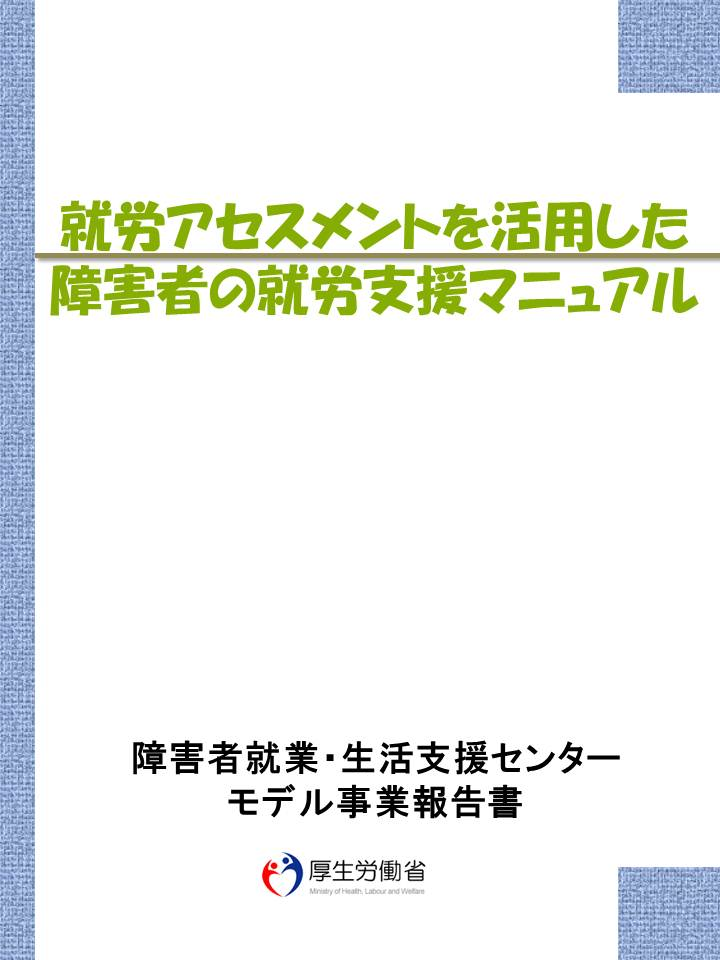 就労アセスメントを活用した
障害者の就労支援マニュアル
障害者就業・生活支援センター
モデル事業報告書
厚生労働省
Ministry of Health, Labour and Welfare